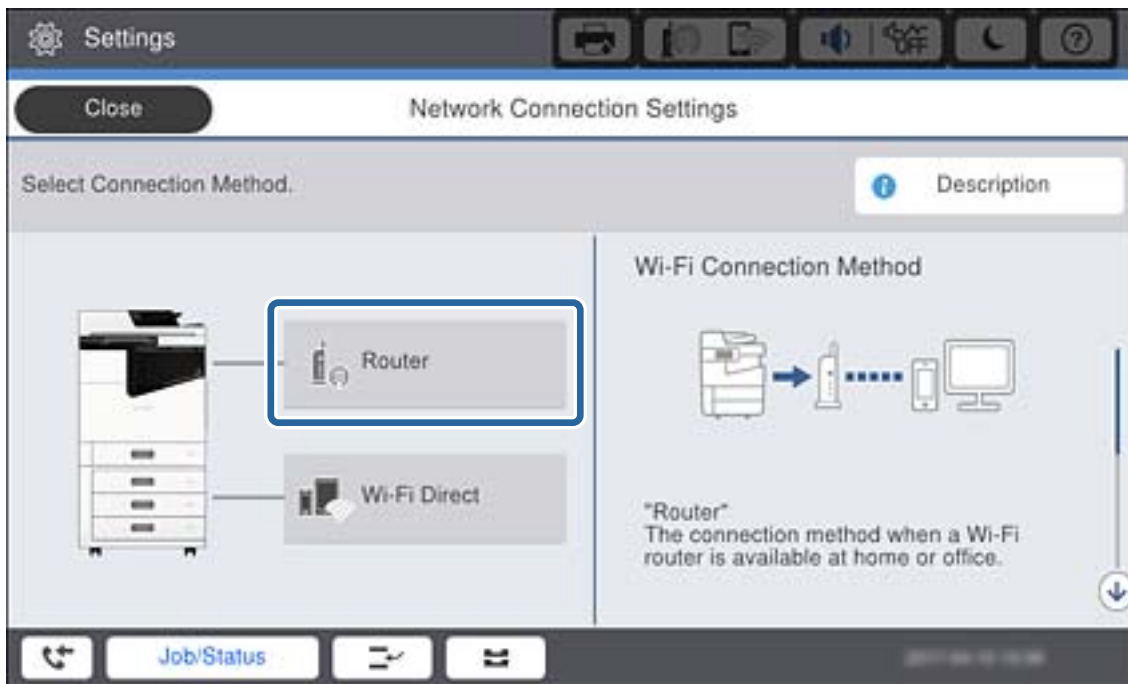 Settings
OFF
Close
Network Connection Settings
Select Connection Method.
Description
Wi-Fi Connection Method
Router
Wi-Fi Direct
"Router"
The connection method when a Wi-Fi
router is available at home or office.
Job/Status